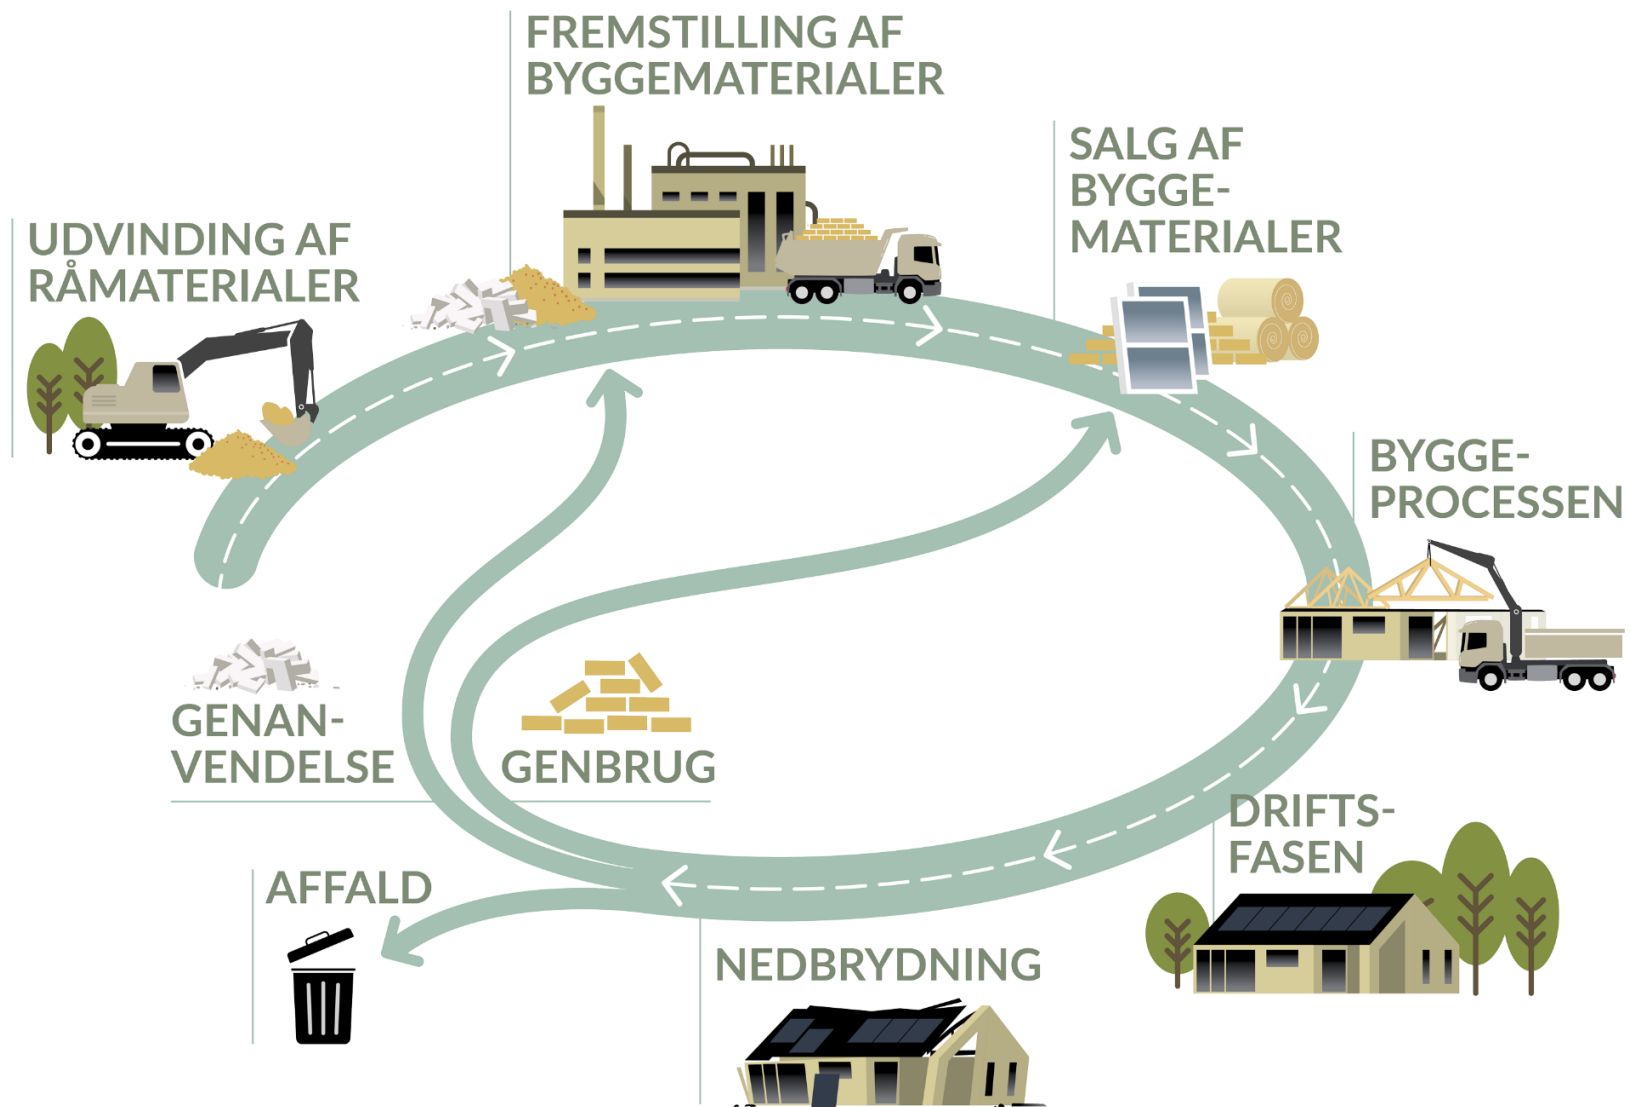 FREMSTILLING AF
BYGGEMATERIALER
SALG AF
BYGGE-
MATERIALER
UDVINDING AF
RÅMATERIALER
BYGGE-
PROCESSEN
GENAN-
VENDELSE
GENBRUG
DRIFTS-
FASEN
AFFALD
NEDBRYDNING